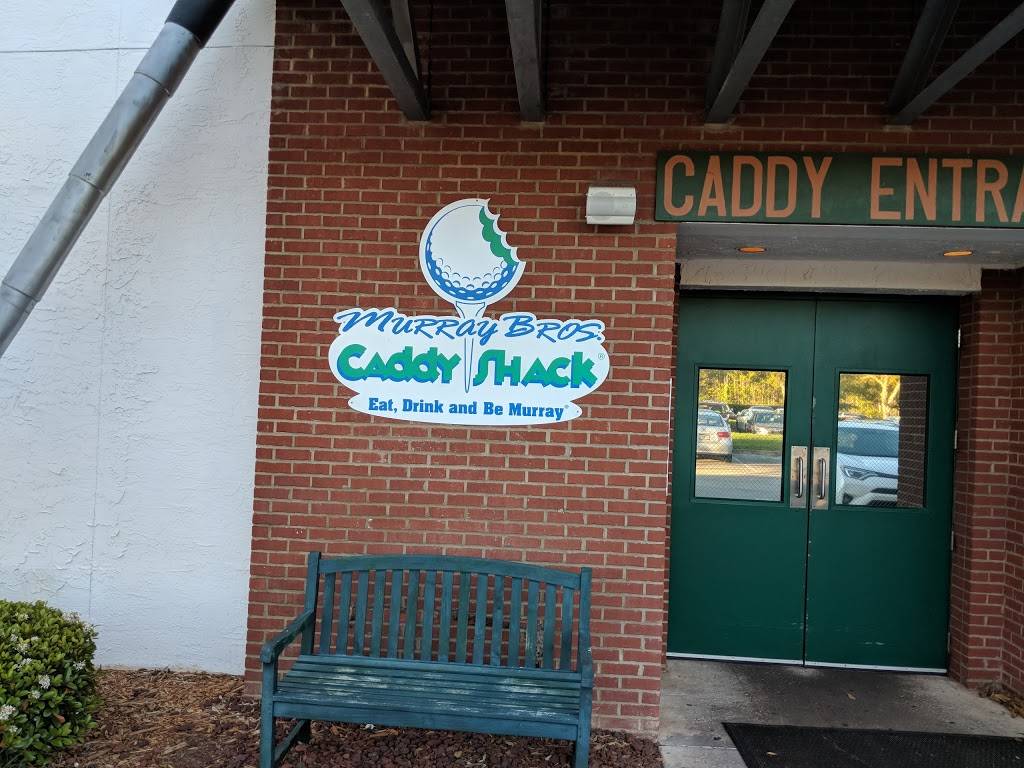 CADDY ENTRA
Murray Bros.
Caddy Shack®
Eat, Drink and Be Murray®